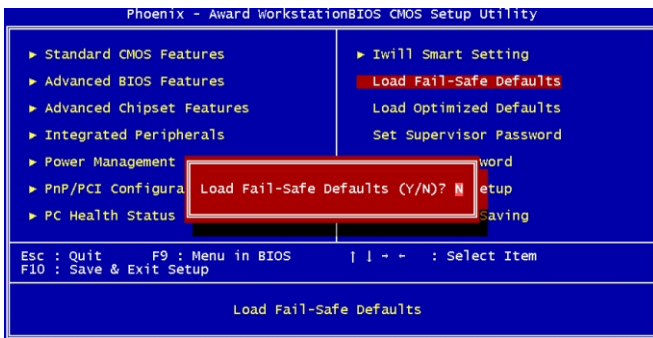 Phoenix - Award WorkstationBIOS CMOS Setup Utility
► Standard CMOS Features
► Advanced BIOS Features
► Advanced Chipset Features
► Integrated Peripherals
► Power Management
► PnP/PCI Configura
► PC Health Status
► Iwill Smart Setting
Load Fail-Safe Defaults
Load Optimized Defaults
Set Supervisor Password
word
etup
Saving
Load Fail-Safe Defaults (Y/N)? N
Esc : Quit F9 : Menu in BIOS ↑ ↓ → ← : Select Item
F10 : Save & Exit Setup
Load Fail-Safe Defaults